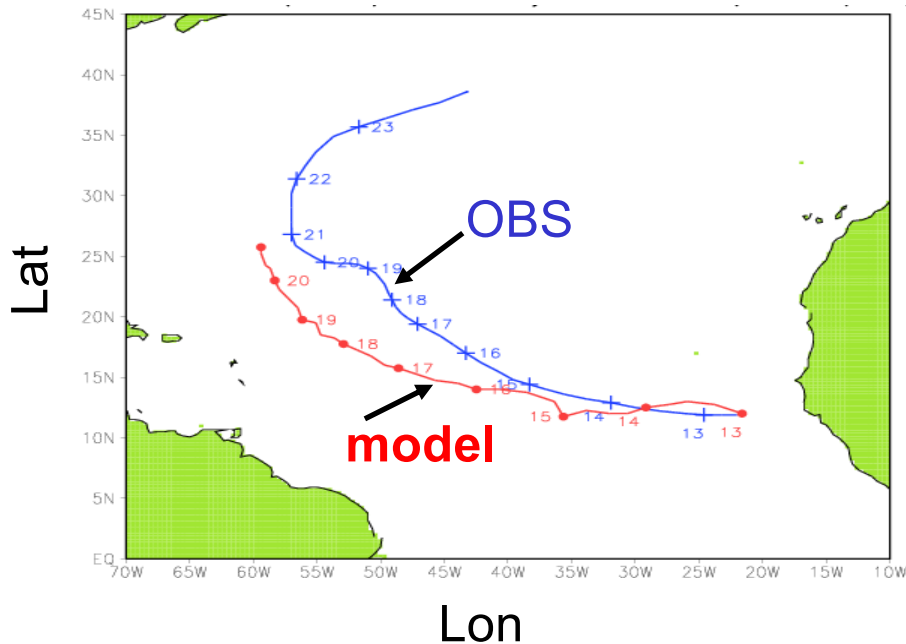 45N
40N
35N
30N
25N
20N
15N
10N
5N
EQ
70W 65W 60W 55W 50W 45W 40W 35W 30W 25W 20W 15W 10W
Lat
Lon
OBS
model
23
22
21
20
19
18
17
16
15
14
13
20
19
18
17
16
15
14
13